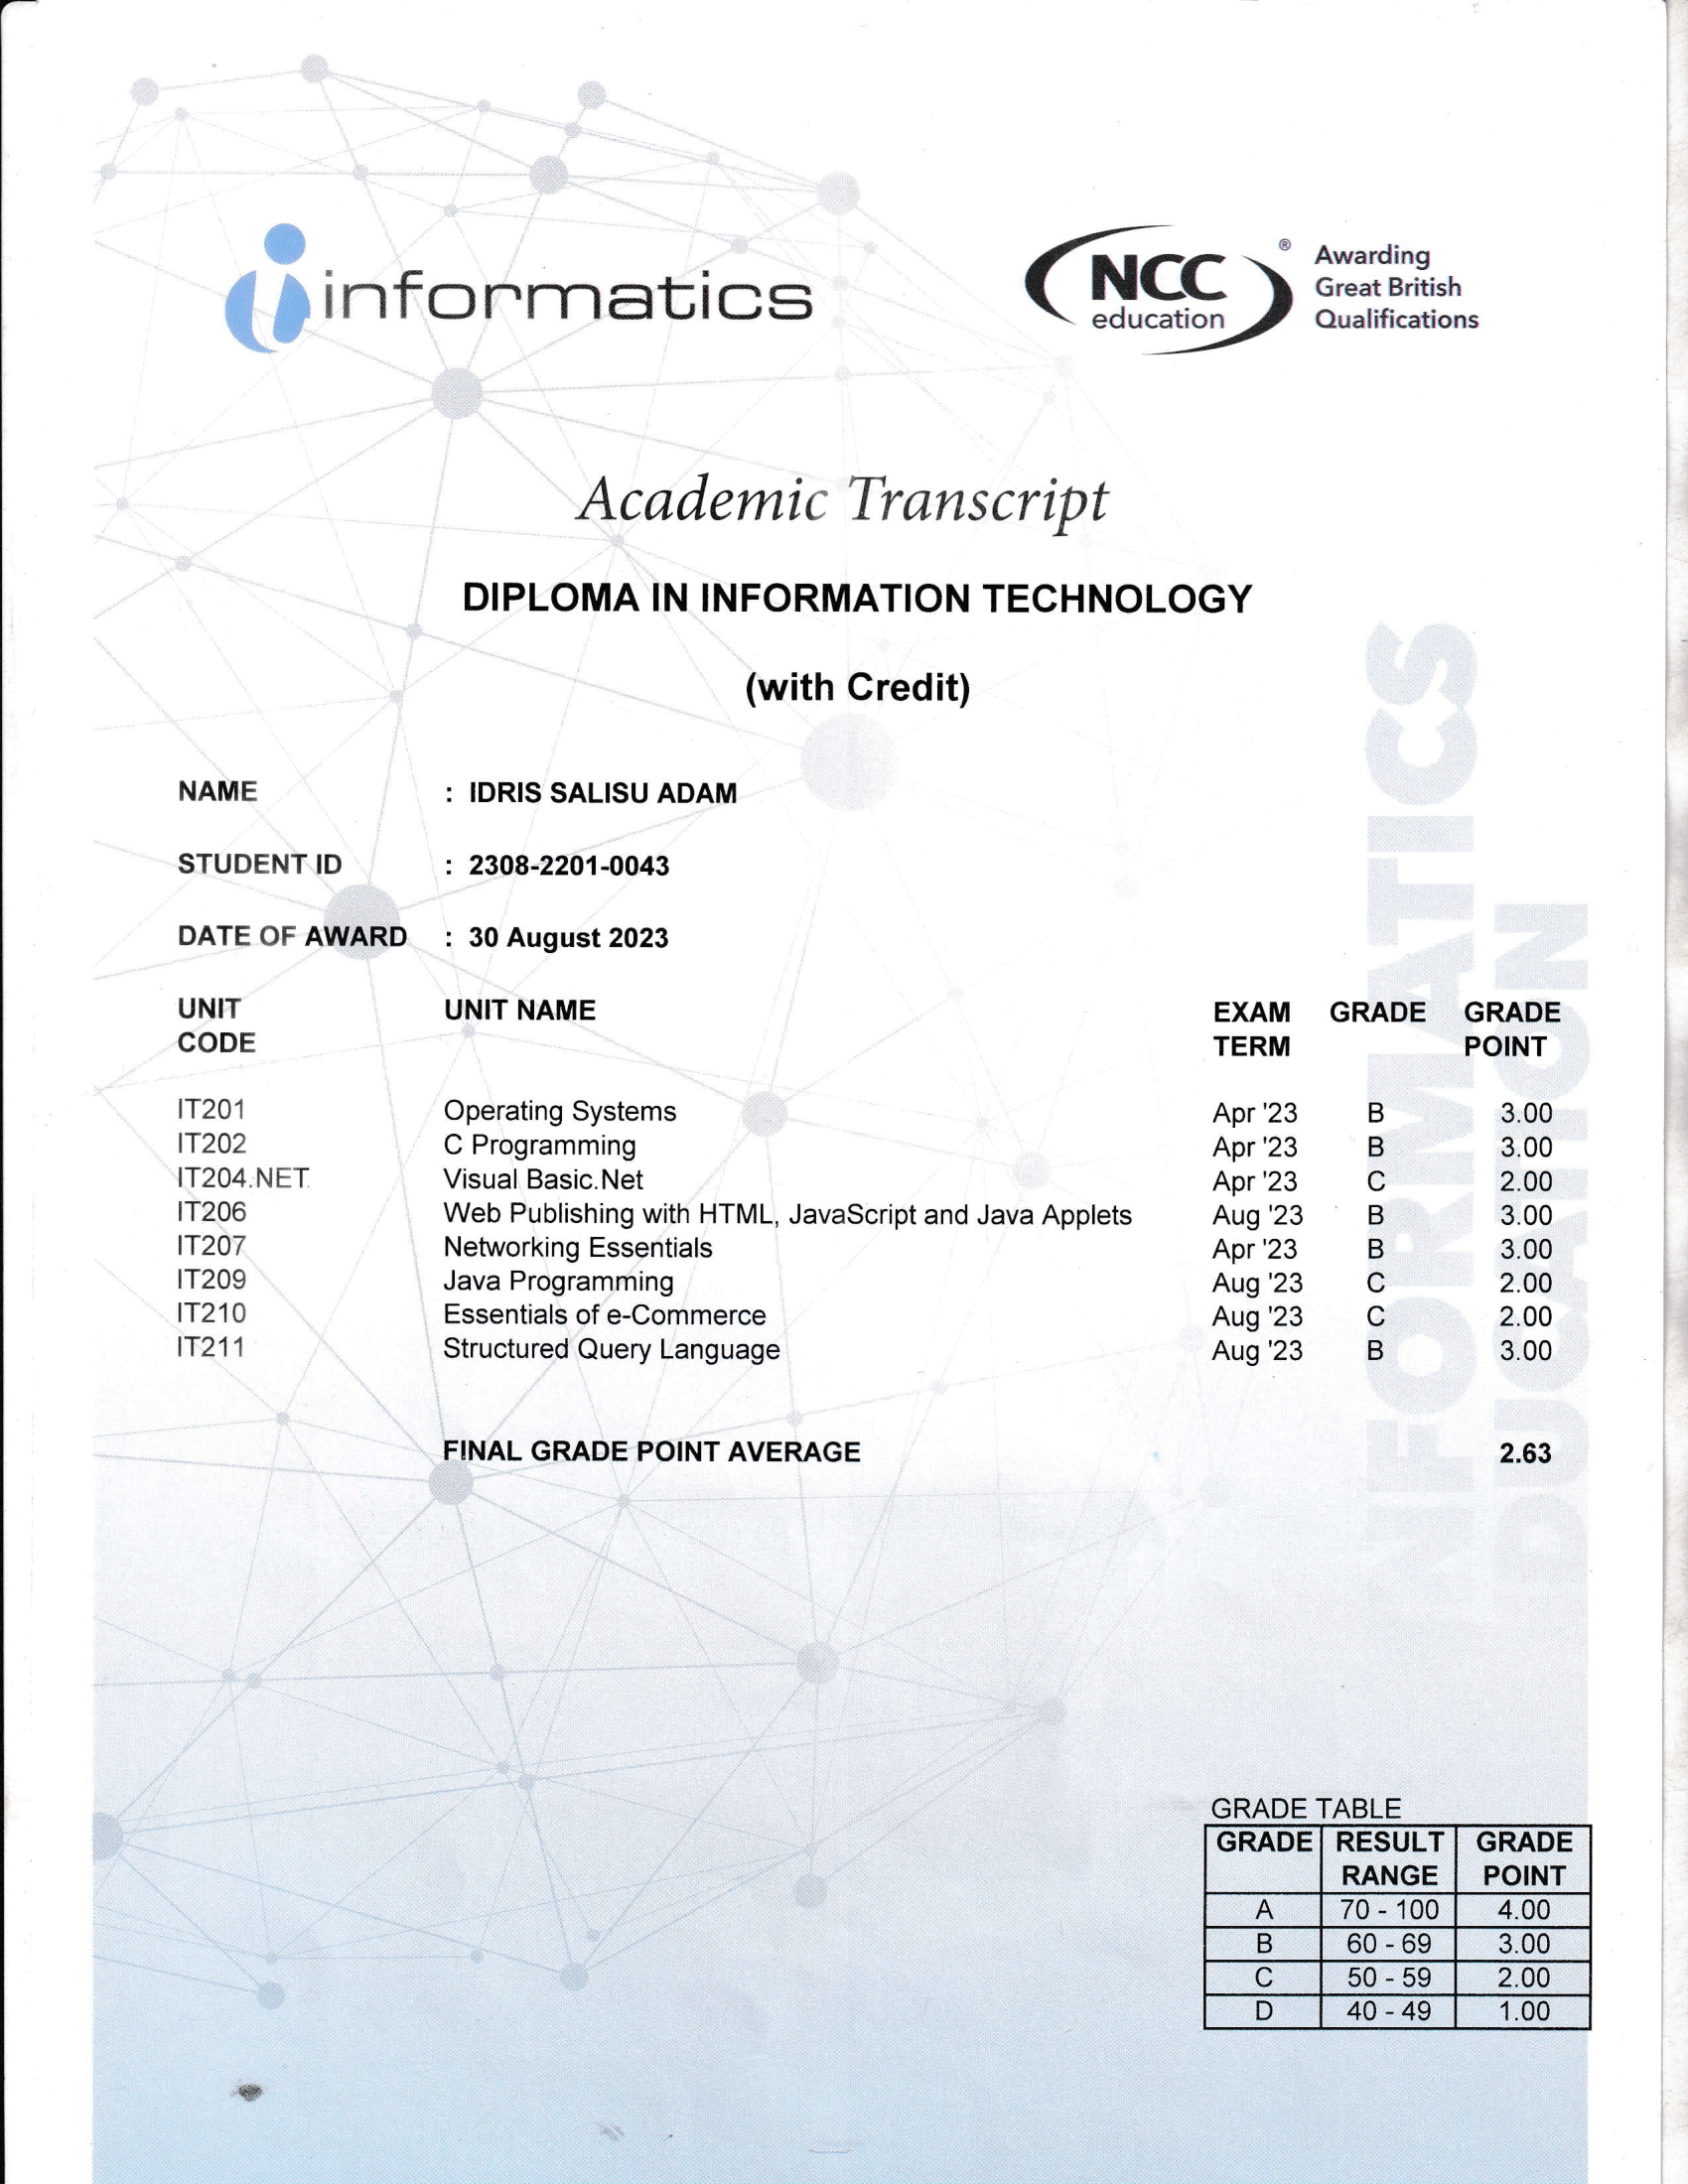 informatics
NCC education ®
Awarding
Great British
Qualifications
Academic Transcript
DIPLOMA IN INFORMATION TECHNOLOGY
(with Credit)
NAME : IDRIS SALISU ADAM
STUDENT ID : 2308-2201-0043
DATE OF AWARD : 30 August 2023
UNIT CODE UNIT NAME EXAM TERM GRADE GRADE POINT
IT201 Operating Systems Apr '23 B 3.00
IT202 C Programming Apr '23 B 3.00
IT204.NET Visual Basic.Net Apr '23 C 2.00
IT206 Web Publishing with HTML, JavaScript and Java Applets Aug '23 B 3.00
IT207 Networking Essentials Apr '23 B 3.00
IT209 Java Programming Aug '23 C 2.00
IT210 Essentials of e-Commerce Aug '23 C 2.00
IT211 Structured Query Language Aug '23 B 3.00
FINAL GRADE POINT AVERAGE 2.63
INFORMATICS
EDUCATION
GRADE TABLE
GRADE RESULT RANGE GRADE POINT
A 70 - 100 4.00
B 60 - 69 3.00
C 50 - 59 2.00
D 40 - 49 1.00